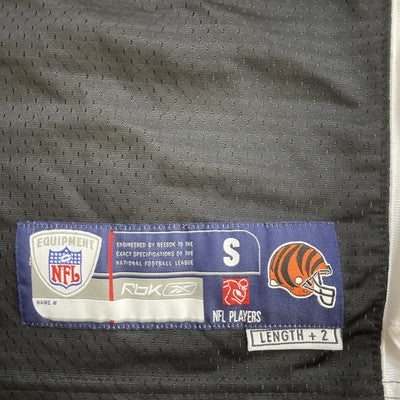 EQUIPMENT
NFL
NAME #
ENGINEERED BY REEBOK TO THE
EXACT SPECIFICATIONS OF THE
NATIONAL FOOTBALL LEAGUE
RBK
S
NFL PLAYERS
LENGTH + 2